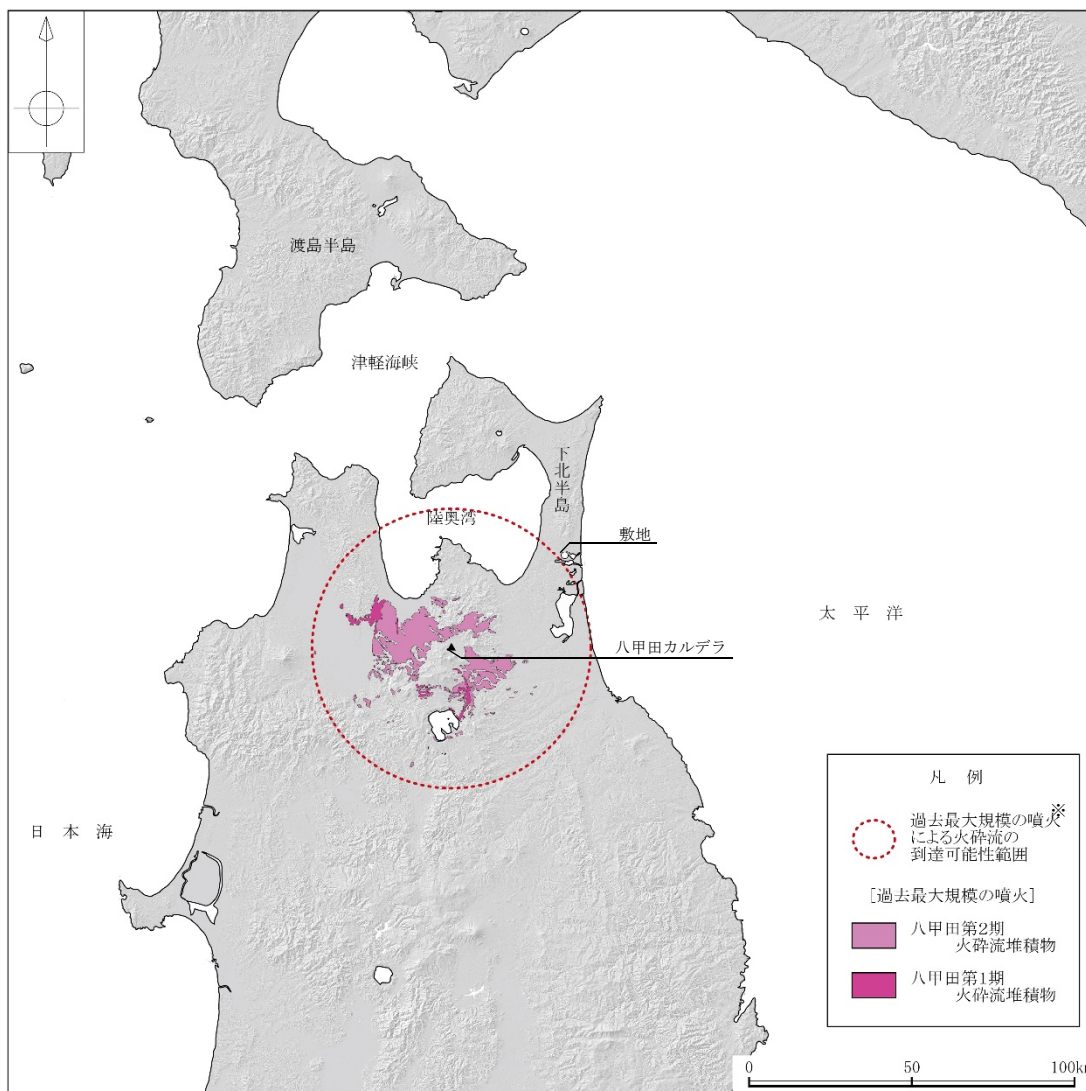 渡島半島
津軽海峡
下北半島
陸奥湾
敷地
太平洋
八甲田カルデラ
日本海
凡例
過去最大規模の噴火※
による火砕流の
到達可能性範囲
[過去最大規模の噴火]
八甲田第2期
火砕流堆積物
八甲田第1期
火砕流堆積物
0 50 100km